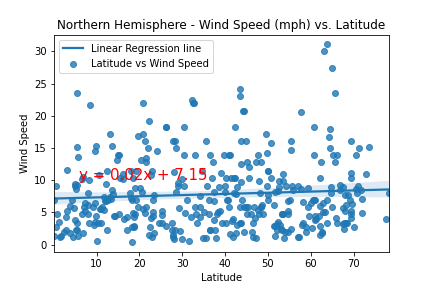 Northern Hemisphere - Wind Speed (mph) vs. Latitude
Linear Regression line
Latitude vs Wind Speed
y = 0.02x + 7.15
Wind Speed
30
25
20
15
10
5
0
10
20
30
40
50
60
70
Latitude